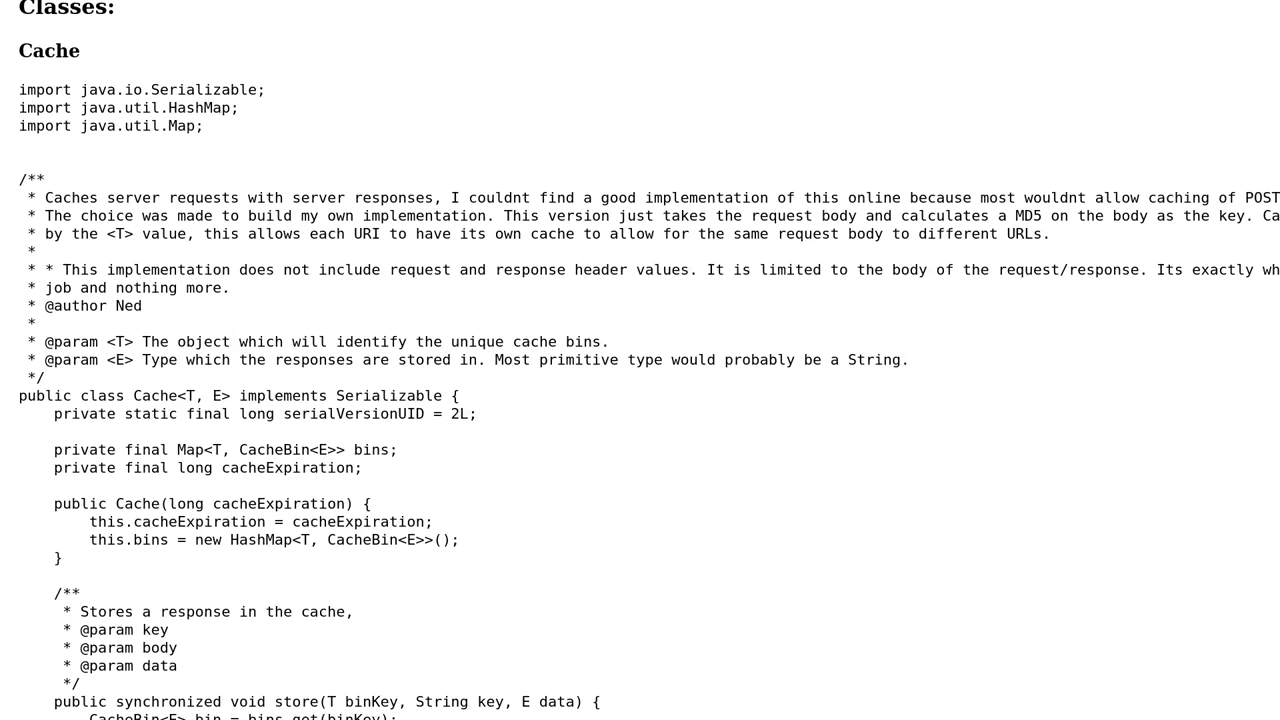 Classes:
Cache
import java.io.Serializable;
import java.util.HashMap;
import java.util.Map;
/**
 * Caches server requests with server responses, I couldnt find a good implementation of this online because most wouldnt allow caching of POST
 * The choice was made to build my own implementation. This version just takes the request body and calculates a MD5 on the body as the key. Ca
 * by the <T> value, this allows each URI to have its own cache to allow for the same request body to different URLs.
 *
 * * This implementation does not include request and response header values. It is limited to the body of the request/response. Its exactly wh
 * job and nothing more.
 * @author Ned
 *
 * @param <T> The object which will identify the unique cache bins.
 * @param <E> Type which the responses are stored in. Most primitive type would probably be a String.
 */
public class Cache<T, E> implements Serializable {
    private static final long serialVersionUID = 2L;
    private final Map<T, CacheBin<E>> bins;
    private final long cacheExpiration;
    public Cache(long cacheExpiration) {
        this.cacheExpiration = cacheExpiration;
        this.bins = new HashMap<T, CacheBin<E>>();
    }
    /**
     * Stores a response in the cache,
     * @param key
     * @param body
     * @param data
     */
    public synchronized void store(T binKey, String key, E data) {
        CacheBin<E> bin = bins.get(binKey);